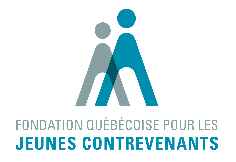 FONDATION QUÉBÉCOISE POUR LES
JEUNES CONTREVENANTS